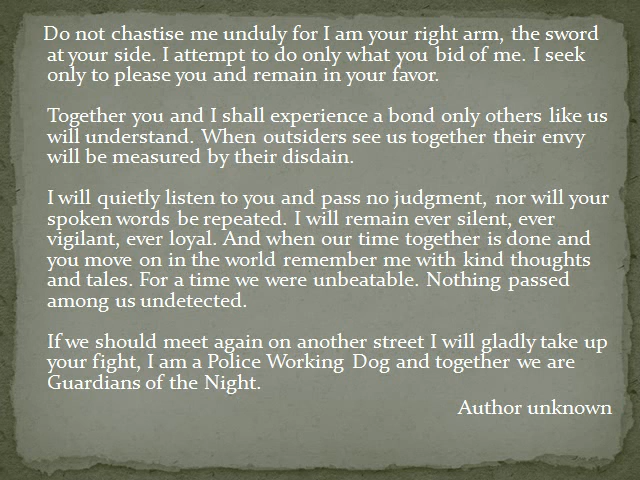 Do not chastise me unduly for I am your right arm, the sword
at your side. I attempt to do only what you bid of me. I seek
only to please you and remain in your favor.
Together you and I shall experience a bond only others like us
will understand. When outsiders see us together their envy
will be measured by their disdain.
I will quietly listen to you and pass no judgment, nor will your
spoken words be repeated. I will remain ever silent, ever
vigilant, ever loyal. And when our time together is done and
you move on in the world remember me with kind thoughts
and tales. For a time we were unbeatable. Nothing passed
among us undetected.
If we should meet again on another street I will gladly take up
your fight, I am a Police Working Dog and together we are
Guardians of the Night.
Author unknown